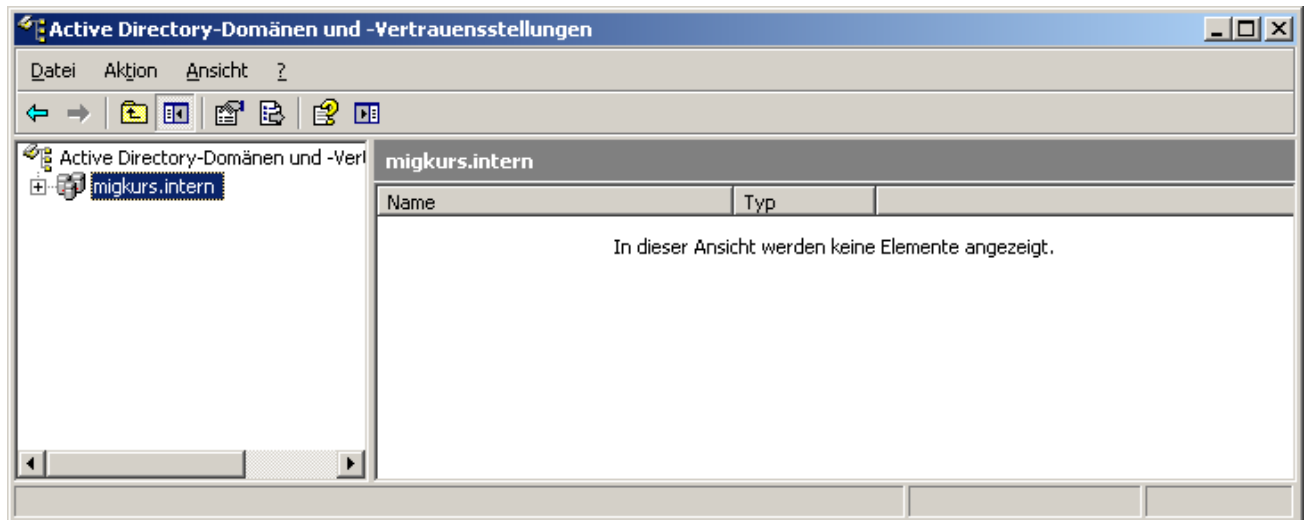 Active Directory-Domänen und -Vertrauensstellungen
Datei Aktion Ansicht ?
Active Directory-Domänen und -Vert
migkurs.intern
migkurs.intern
Name Typ
In dieser Ansicht werden keine Elemente angezeigt.